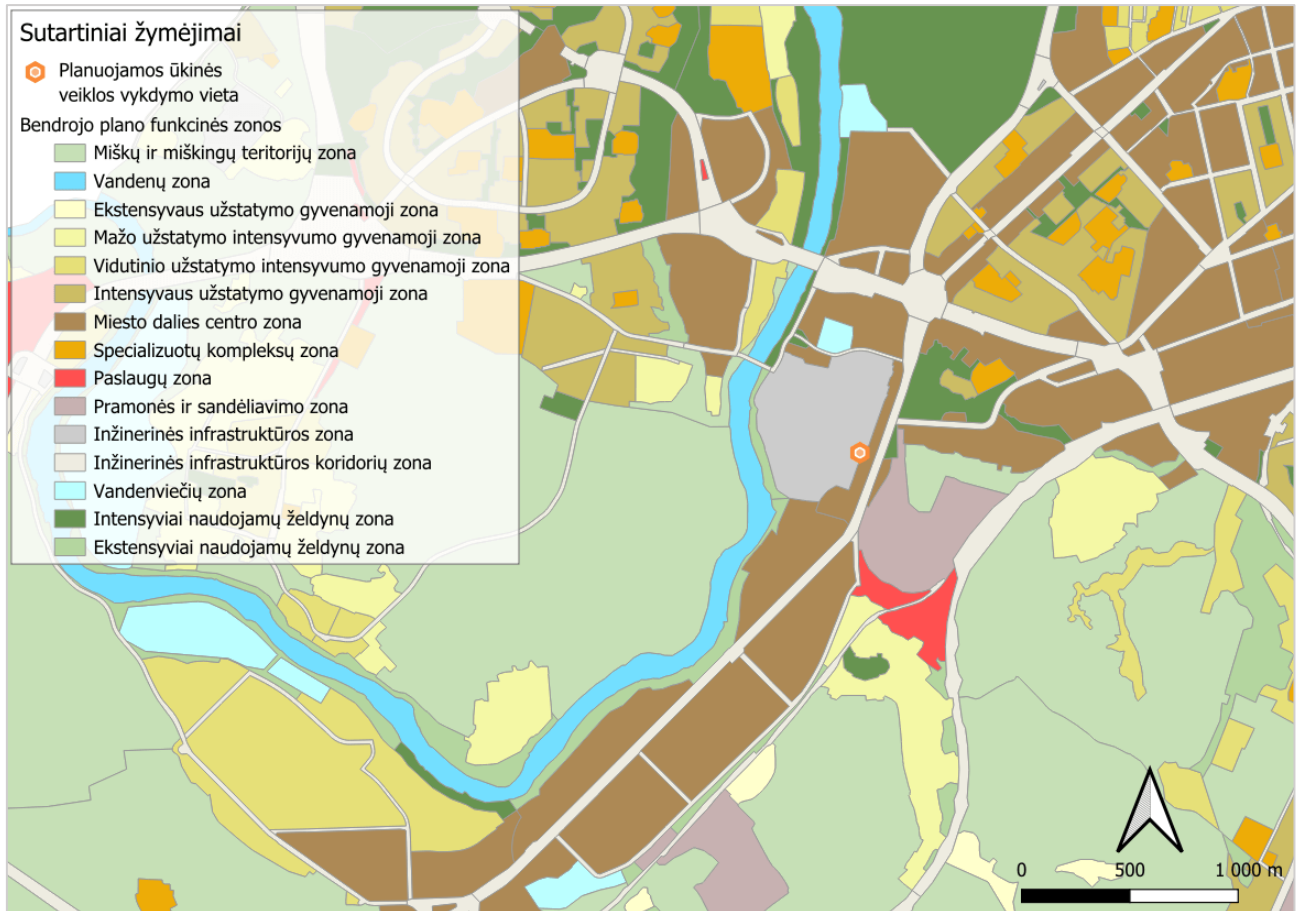 Sutartiniai žymėjimai
Planuojamos ūkinės
veiklos vykdymo vieta
Bendrojo plano funkcinės zonos
Miškų ir miškingų teritorijų zona
Vandenų zona
Ekstensyvaus užstatymo gyvenamoji zona
Mažo užstatymo intensyvumo gyvenamoji zona
Vidutinio užstatymo intensyvumo gyvenamoji zona
Intensyvaus užstatymo gyvenamoji zona
Miesto dalies centro zona
Specializuotų kompleksų zona
Paslaugų zona
Pramonės ir sandėliavimo zona
Inžinerinės infrastruktūros zona
Inžinerinės infrastruktūros koridorių zona
Vandenviečių zona
Intensyviai naudojamų želdynų zona
Ekstensyviai naudojamų želdynų zona
0 500 1 000 m